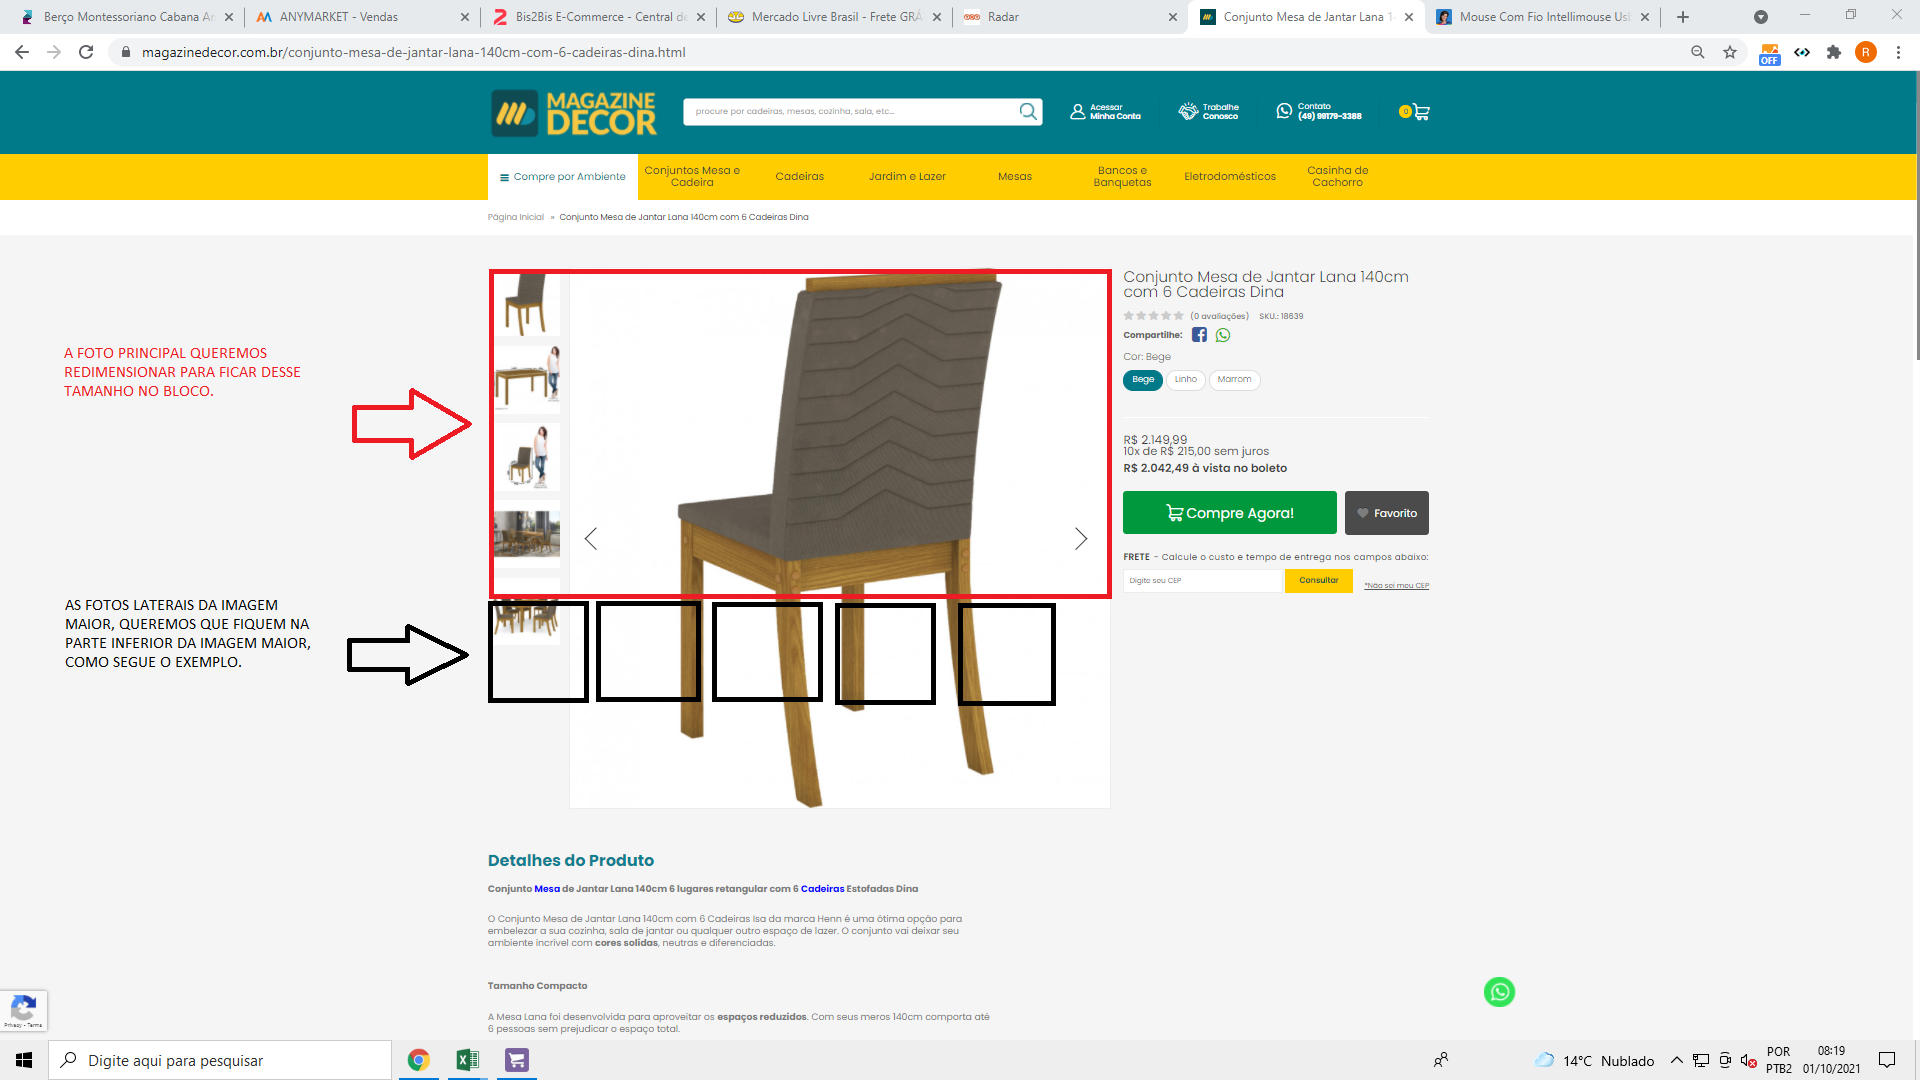 Berço Montessoriano Cabana Ar
ANYMARKET - Vendas
Bis2Bis E-Commerce - Central de
Mercado Livre Brasil - Frete GRÁ
Radar
Conjunto Mesa de Jantar Lana 1
Mouse Com Fio Intellimouse Usb
magazinedecor.com.br/conjunto-mesa-de-jantar-lana-140cm-com-6-cadeiras-dina.html
OFF
R
MAGAZINE
DECOR
procure por cadeiras, mesas, cozinha, sala, etc...
Acessar
Minha Conta
Trabalhe
Conosco
Contato
(49) 99179-3388
0
Compre por Ambiente
Conjuntos Mesa e
Cadeira
Cadeiras
Jardim e Lazer
Mesas
Bancos e
Banquetas
Eletrodomésticos
Casinha de
Cachorro
Página Inicial » Conjunto Mesa de Jantar Lana 140cm com 6 Cadeiras Dina
A FOTO PRINCIPAL QUEREMOS
REDIMENSIONAR PARA FICAR DESSE
TAMANHO NO BLOCO.
AS FOTOS LATERAIS DA IMAGEM
MAIOR, QUEREMOS QUE FIQUEM NA
PARTE INFERIOR DA IMAGEM MAIOR,
COMO SEGUE O EXEMPLO.
Conjunto Mesa de Jantar Lana 140cm
com 6 Cadeiras Dina
(0 avaliações) SKU.: 18639
Compartilhe:
Cor: Bege
Bege
Linho
Marrom
R$ 2.149,99
10x de R$ 215,00 sem juros
R$ 2.042,49 à vista no boleto
Compre Agora!
Favorito
FRETE - Calcule o custo e tempo de entrega nos campos abaixo:
Digite seu CEP
Consultar
*Não sei meu CEP
Detalhes do Produto
Conjunto Mesa de Jantar Lana 140cm 6 lugares retangular com 6 Cadeiras Estofadas Dina
O Conjunto Mesa de Jantar Lana 140cm com 6 Cadeiras Isa da marca Henn é uma ótima opção para
embelezar a sua cozinha, sala de jantar ou qualquer outro espaço de lazer. O conjunto vai deixar seu
ambiente incrível com cores solidas, neutras e diferenciadas.
Tamanho Compacto
A Mesa Lana foi desenvolvida para aproveitar os espaços reduzidos. Com seus meros 140cm comporta até
6 pessoas sem prejudicar o espaço total.
Privacy - Terms
Digite aqui para pesquisar
14°C Nublado
POR
PTB2
08:19
01/10/2021